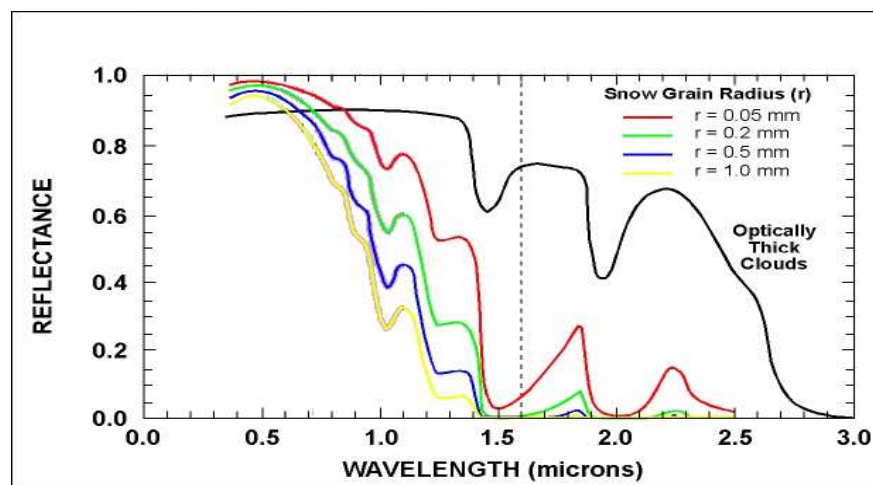 Snow Grain Radius (r)
r = 0.05 mm
r = 0.2 mm
r = 0.5 mm
r = 1.0 mm
Optically
Thick
Clouds
REFLECTANCE
1.0
0.8
0.6
0.4
0.2
0.0
0.0 0.5 1.0 1.5 2.0 2.5 3.0
WAVELENGTH (microns)